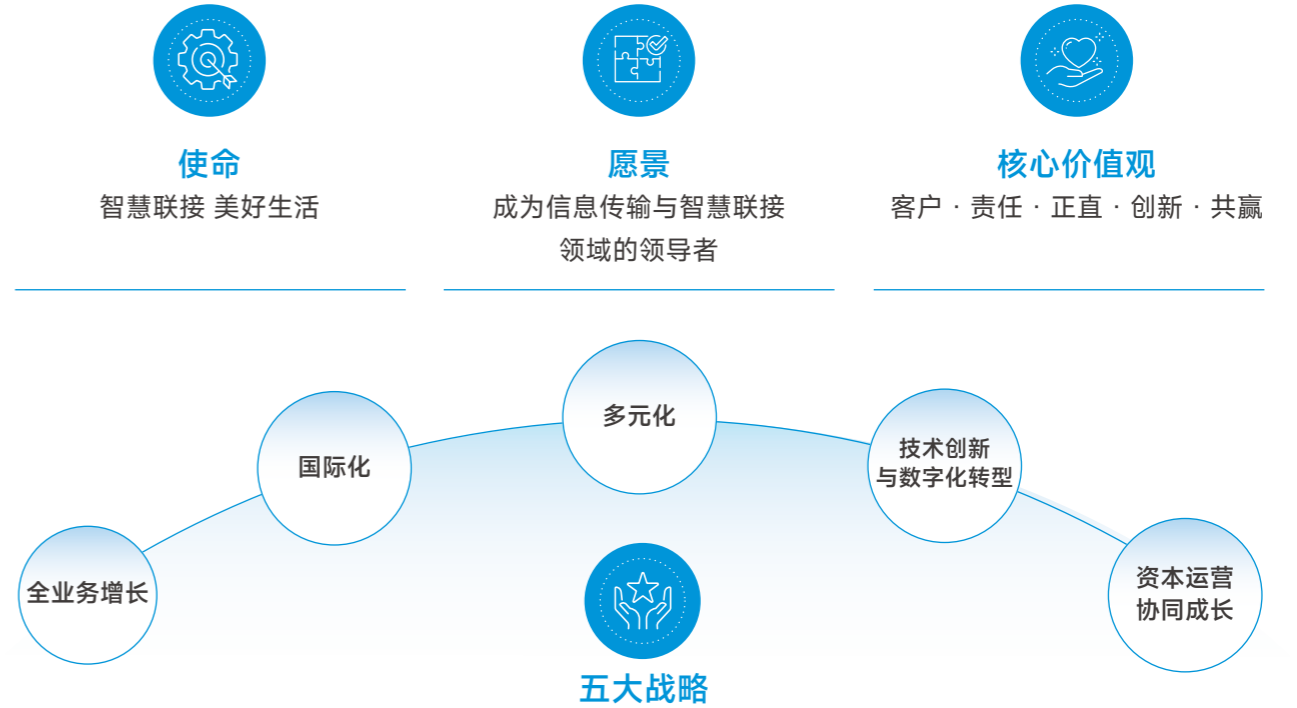 使命
智慧联接 美好生活
愿景
成为信息传输与智慧联接
领域的领导者
核心价值观
客户 · 责任 · 正直 · 创新 · 共赢
全业务增长
国际化
多元化
技术创新
与数字化转型
资本运营
协同成长
五大战略